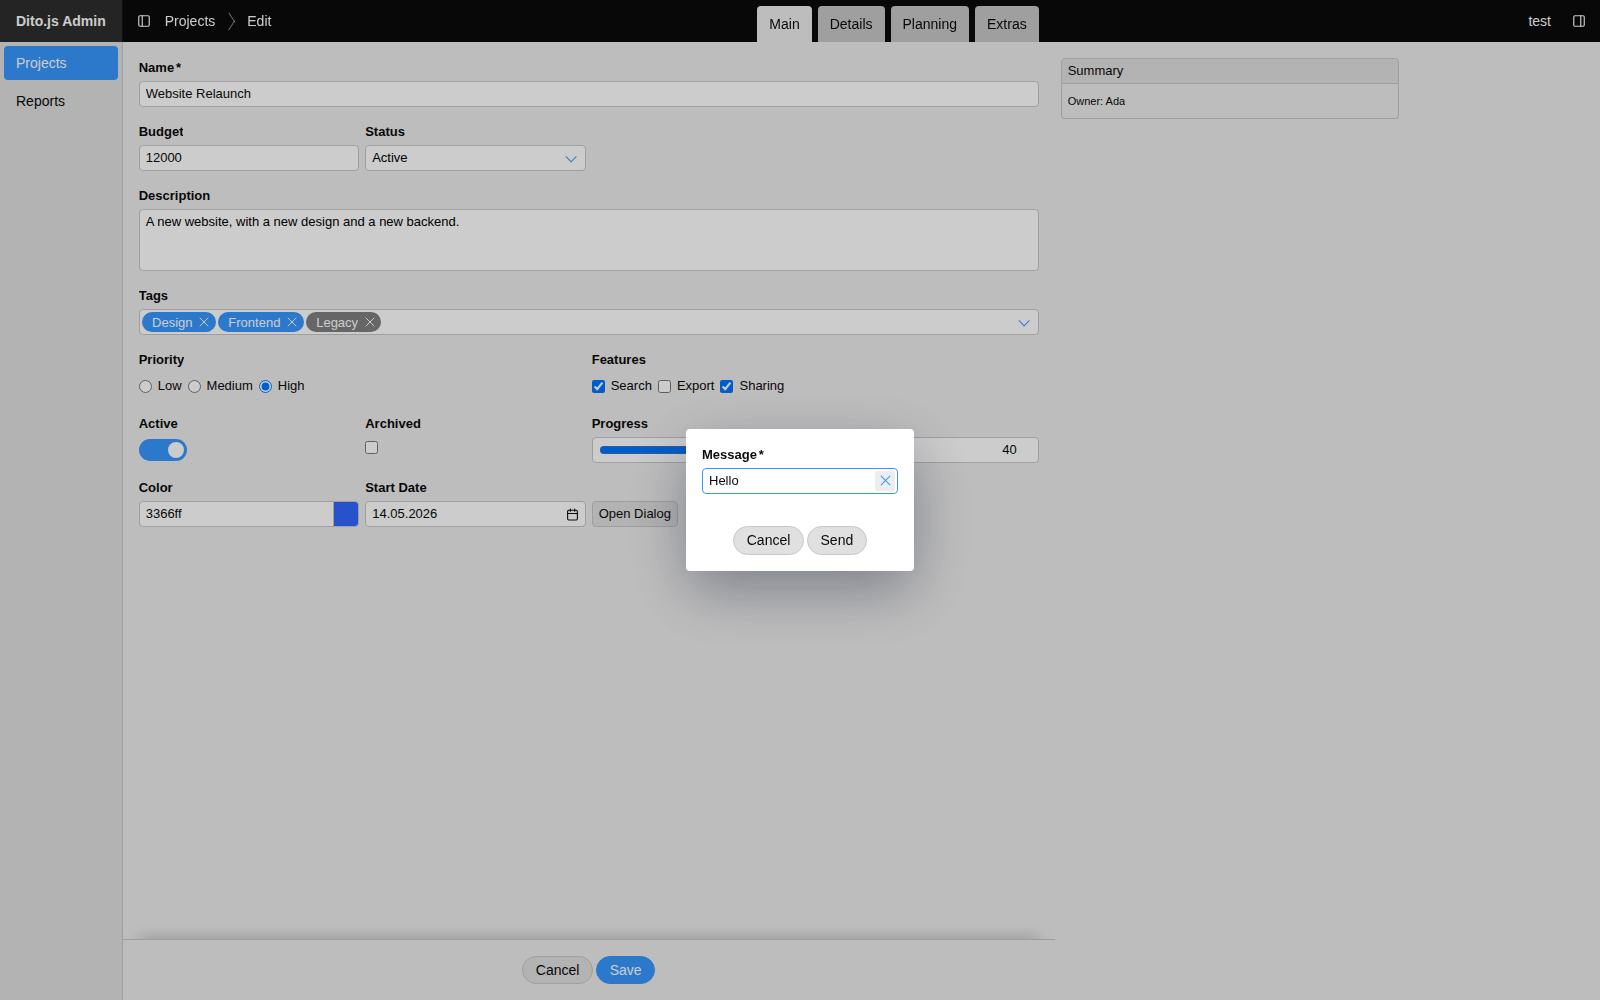 Dito.js Admin
Projects
Edit
Main
Details
Planning
Extras
test
Projects
Reports
Name*
Website Relaunch
Budget
Status
12000
Active
Description
A new website, with a new design and a new backend.
Tags
Design
Frontend
Legacy
Priority
Features
Low
Medium
High
Search
Export
Sharing
Active
Archived
Progress
40
Color
Start Date
3366ff
14.05.2026
Open Dialog
Message*
Hello
Cancel
Send
Summary
Owner: Ada
Cancel
Save